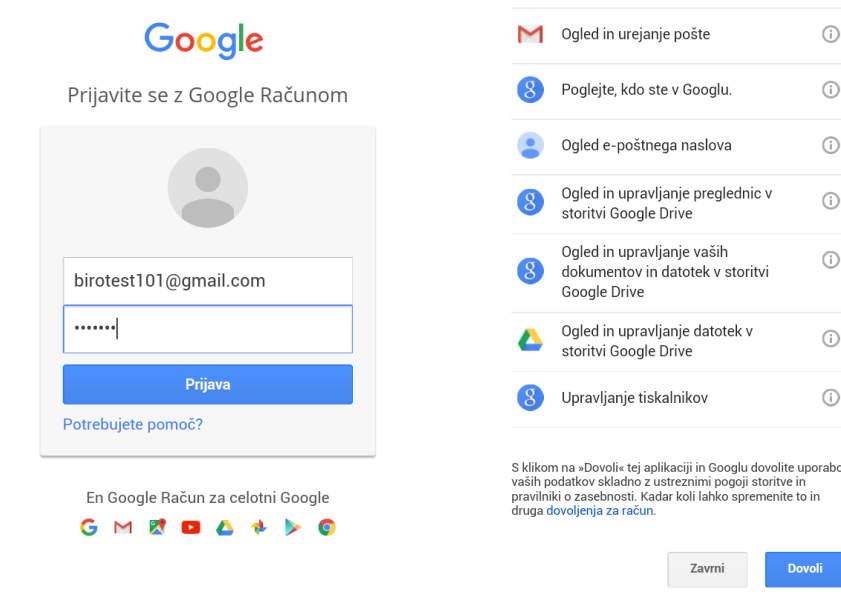 Google
Prijavite se z Google Računom
birotest101@gmail.com
•••••••
Prijava
Potrebujete pomoč?
En Google Račun za celotni Google
Ogled in urejanje pošte
Poglejte, kdo ste v Googlu.
Ogled e-poštnega naslova
Ogled in upravljanje preglednic v
storitvi Google Drive
Ogled in upravljanje vaših
dokumentov in datotek v storitvi
Google Drive
Ogled in upravljanje datotek v
storitvi Google Drive
Upravljanje tiskalnikov
S klikom na »Dovoli« tej aplikaciji in Googlu dovolite uporabo
vaših podatkov skladno z ustreznimi pogoji storitve in
pravilniki o zasebnosti. Kadar koli lahko spremenite to in
druga dovoljenja za račun.
Zavrni
Dovoli